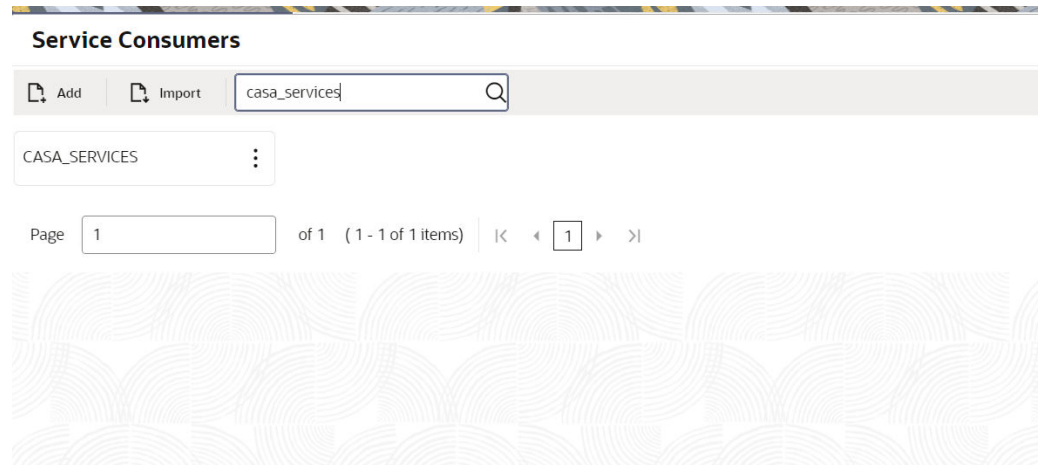 Service Consumers
Add Import casa_services
CASA_SERVICES
Page 1 of 1 ( 1 - 1 of 1 items) 1